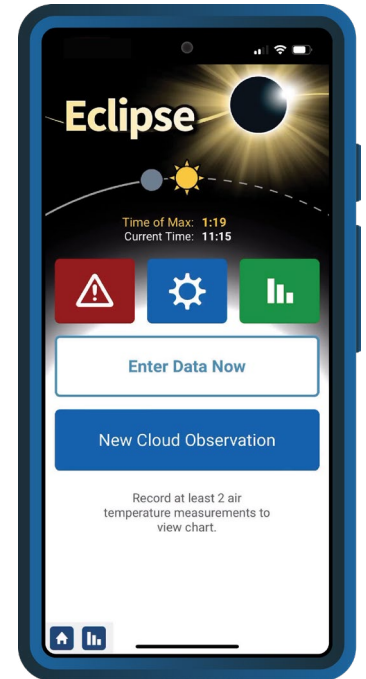 Eclipse
Time of Max: 1:19
Current Time: 11:15
Enter Data Now
New Cloud Observation
Record at least 2 air
temperature measurements to
view chart.